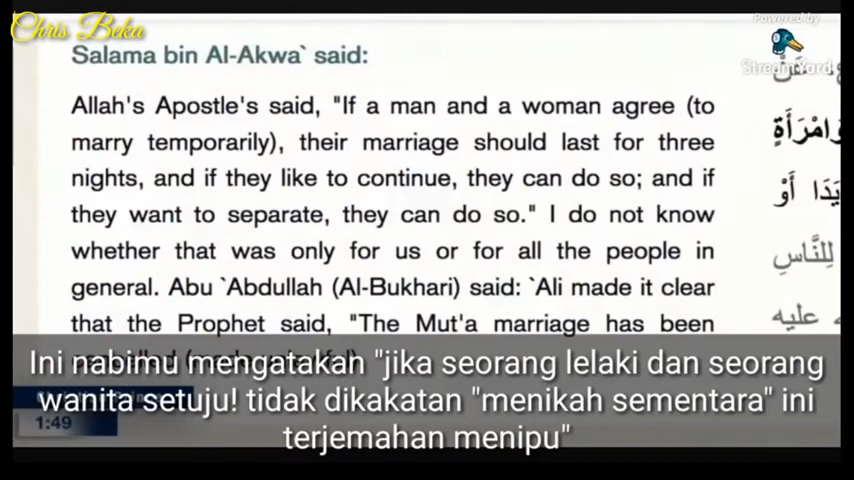 Chris Beka
Powered by
StreamYard
Salama bin Al-Akwa` said:
Allah's Apostle's said, "If a man and a woman agree (to
marry temporarily), their marriage should last for three
nights, and if they like to continue, they can do so; and if
they want to separate, they can do so." I do not know
whether that was only for us or for all the people in
general. Abu `Abdullah (Al-Bukhari) said: `Ali made it clear
that the Prophet said, "The Mut'a marriage has been
وَامْرَأَةٍ
أَوْ
لِلنَّاسِ
عليه
Ini nabimu mengatakan "jika seorang lelaki dan seorang
wanita setuju! tidak dikakatan "menikah sementara" ini
terjemahan menipu"
1:49